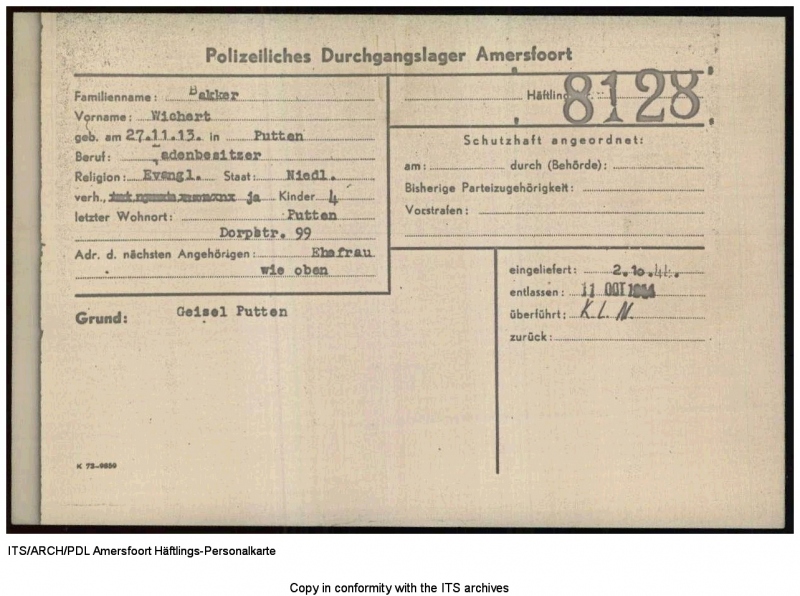 Polizeiliches Durchgangslager Amersfoort
Familienname: Bakker
Vorname: Wichert
geb. am 27.11.13. in Putten
Beruf: Ladenbesitzer
Religion: Evangl. Staat: Niedl.
verh., ja Kinder 4
letzter Wohnort: Putten
Dorpstr. 99
Adr. d. nächsten Angehörigen: Ehefrau
wie oben
Häftling 8128
Schutzhaft angeordnet:
am: durch (Behörde):
Bisherige Parteizugehörigkeit:
Vorstrafen:
Grund: Geisel Putten
eingeliefert: 2.10.44.
entlassen: 11 OCT 1944
überführt: K. L. N.
zurück:
K 72-9850
ITS/ARCH/PDL Amersfoort Häftlings-Personalkarte
Copy in conformity with the ITS archives